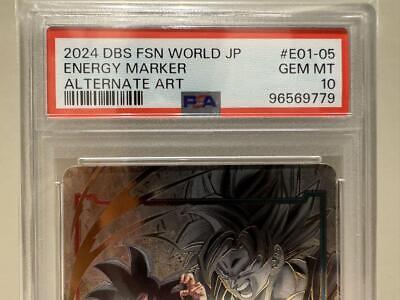 2024 DBS FSN WORLD JP #E01-05
ENERGY MARKER GEM MT
ALTERNATE ART 10
PSA 96569779